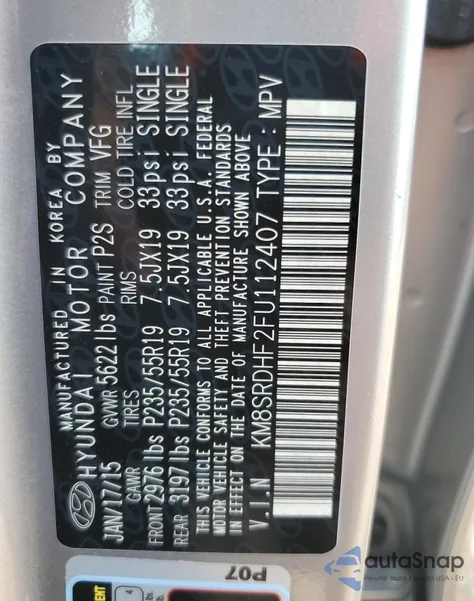 MANUFACTURED IN KOREA BY
HYUNDAI MOTOR COMPANY
JAN/17/15 GVWR 5622lbs PAINT P2S TRIM VFG
GAWR TIRES RIMS COLD TIRE INFL
FRONT 2976 lbs P235/55R19 7.5JX19 33psi SINGLE
REAR 3197 lbs P235/55R19 7.5JX19 33psi SINGLE
THIS VEHICLE CONFORMS TO ALL APPLICABLE U.S.A. FEDERAL
MOTOR VEHICLE SAFETY AND THEFT PREVENTION STANDARDS
IN EFFECT ON THE DATE OF MANUFACTURE SHOWN ABOVE
V.I.N KM8SRDHF2FU112407 TYPE : MPV
P07
autoSnap